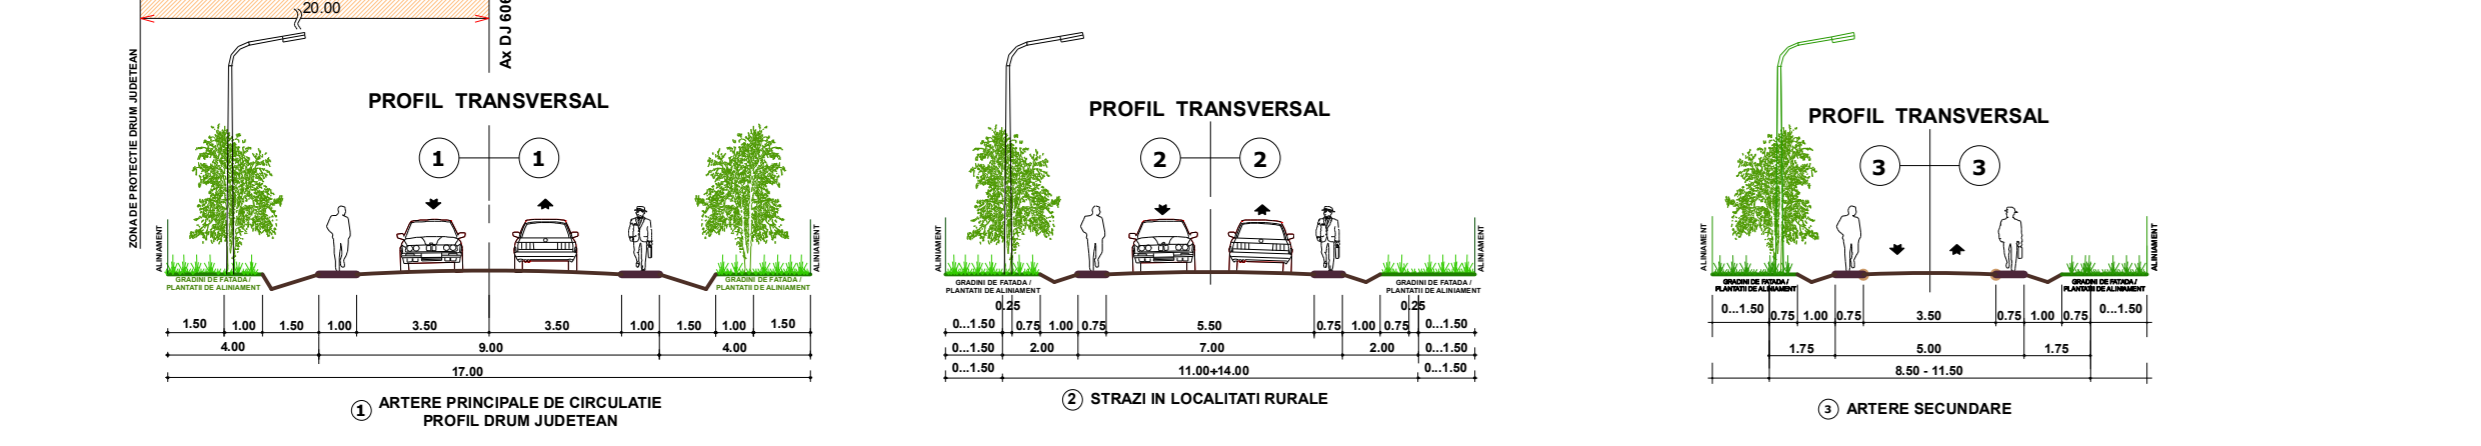 20.00
Ax DJ 606
ZONA DE PROTECTIE DRUM JUDETEAN
PROFIL TRANSVERSAL
1 1
ALINIAMENT
ALINIAMENT
GRADINI DE FATADA /
PLANTATII DE ALINIAMENT
GRADINI DE FATADA /
PLANTATII DE ALINIAMENT
1.50 1.00 1.50 1.00 3.50 3.50 1.00 1.50 1.00 1.50
4.00 9.00 4.00
17.00
1 ARTERE PRINCIPALE DE CIRCULATIE
PROFIL DRUM JUDETEAN
PROFIL TRANSVERSAL
2 2
ALINIAMENT
ALINIAMENT
GRADINI DE FATADA /
PLANTATII DE ALINIAMENT
GRADINI DE FATADA /
PLANTATII DE ALINIAMENT
0.25 0.25
0...1.50 0.75 1.00 0.75 5.50 0.75 1.00 0.75 0...1.50
0...1.50 2.00 7.00 2.00 0...1.50
0...1.50 11.00+14.00 0...1.50
2 STRAZI IN LOCALITATI RURALE
PROFIL TRANSVERSAL
3 3
ALINIAMENT
ALINIAMENT
GRADINI DE FATADA /
PLANTATII DE ALINIAMENT
GRADINI DE FATADA /
PLANTATII DE ALINIAMENT
0...1.50 0.75 1.00 0.75 3.50 0.75 1.00 0.75 0...1.50
1.75 5.00 1.75
8.50 - 11.50
3 ARTERE SECUNDARE